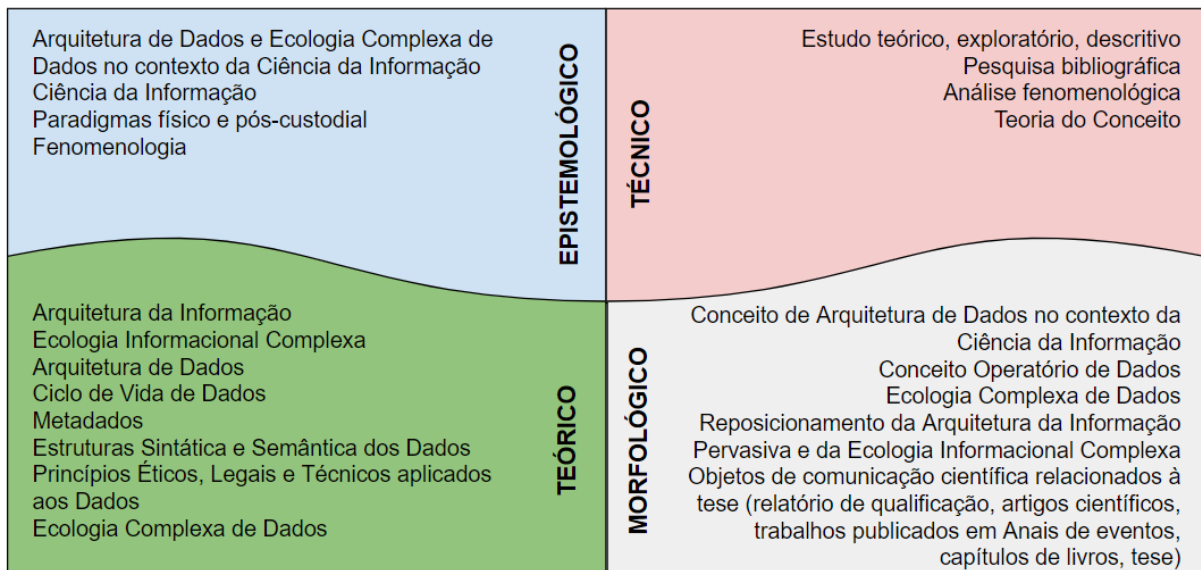 Arquitetura de Dados e Ecologia Complexa de
Dados no contexto da Ciência da Informação
Ciência da Informação
Paradigmas físico e pós-custodial
Fenomenologia
EPISTEMOLÓGICO
TÉCNICO
Estudo teórico, exploratório, descritivo
Pesquisa bibliográfica
Análise fenomenológica
Teoria do Conceito
Arquitetura da Informação
Ecologia Informacional Complexa
Arquitetura de Dados
Ciclo de Vida de Dados
Metadados
Estruturas Sintática e Semântica dos Dados
Princípios Éticos, Legais e Técnicos aplicados
aos Dados
Ecologia Complexa de Dados
TEÓRICO
MORFOLÓGICO
Conceito de Arquitetura de Dados no contexto da
Ciência da Informação
Conceito Operatório de Dados
Ecologia Complexa de Dados
Reposicionamento da Arquitetura da Informação
Pervasiva e da Ecologia Informacional Complexa
Objetos de comunicação científica relacionados à
tese (relatório de qualificação, artigos científicos,
trabalhos publicados em Anais de eventos,
capítulos de livros, tese)